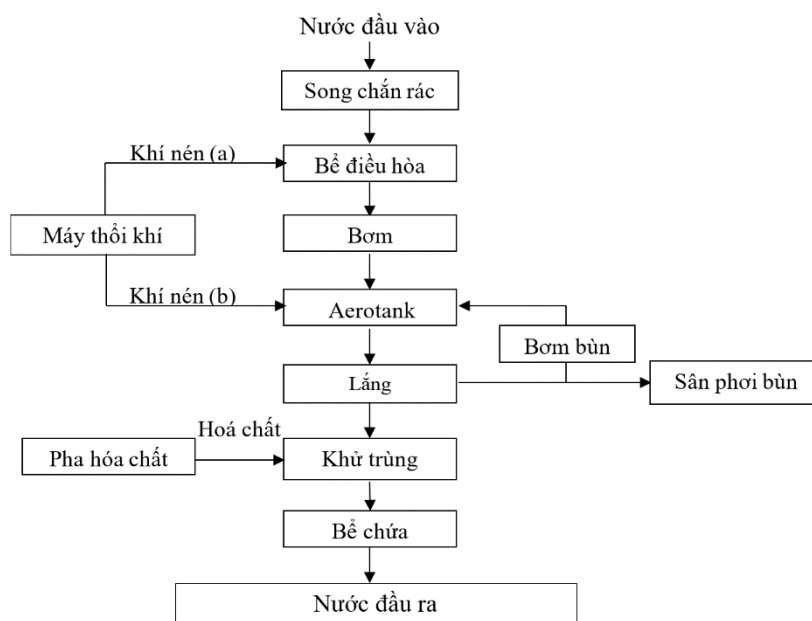 Nước đầu vào
Song chắn rác
Khí nén (a)
Bể điều hòa
Máy thổi khí
Bơm
Khí nén (b)
Aerotank
Bơm bùn
Lắng
Sân phơi bùn
Hoá chất
Pha hóa chất
Khử trùng
Bể chứa
Nước đầu ra